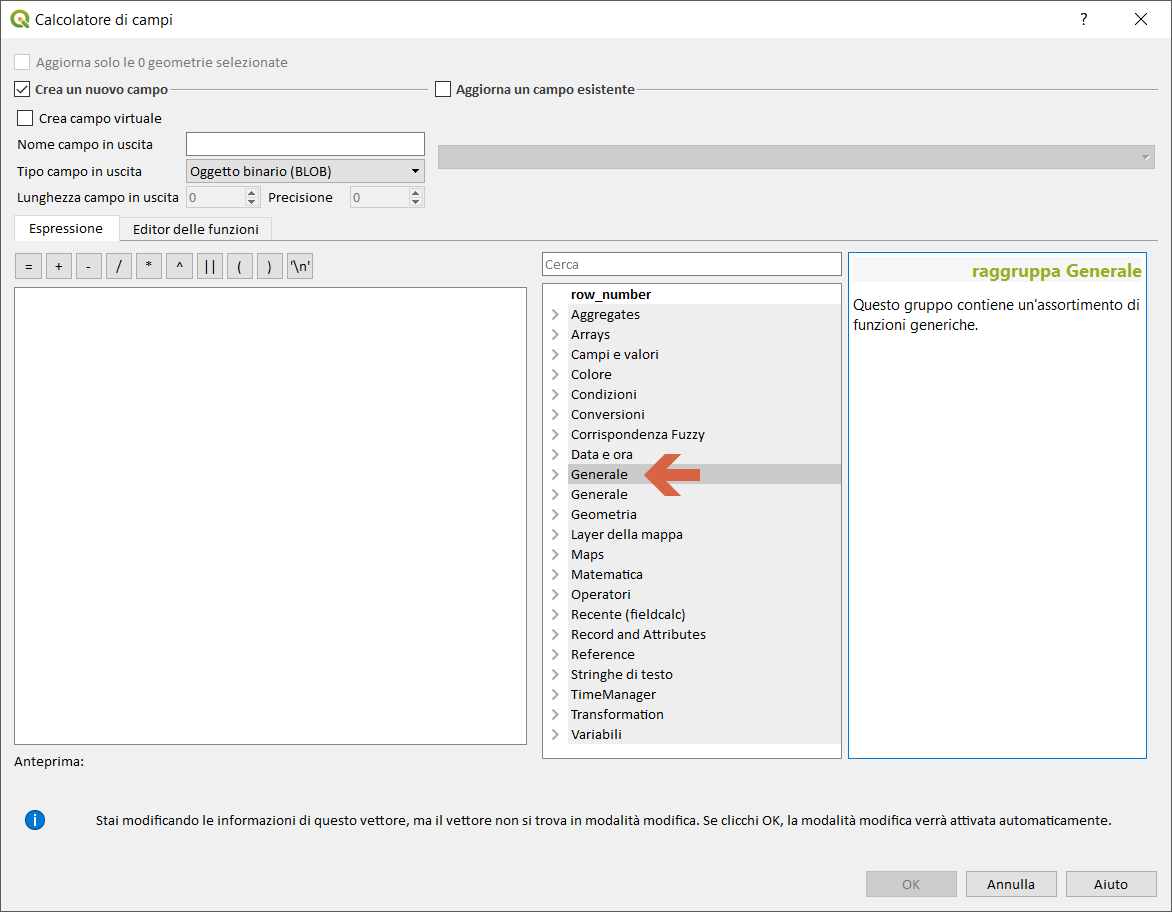 Calcolatore di campi
?
Aggiorna solo le 0 geometrie selezionate
Crea un nuovo campo
Aggiorna un campo esistente
Crea campo virtuale
Nome campo in uscita
Tipo campo in uscita
Oggetto binario (BLOB)
Lunghezza campo in uscita
0
Precisione
0
Espressione
Editor delle funzioni
= + - / * ^ || ( ) '\n'
Cerca
row_number
Aggregates
Arrays
Campi e valori
Colore
Condizioni
Conversioni
Corrispondenza Fuzzy
Data e ora
Generale
Generale
Geometria
Layer della mappa
Maps
Matematica
Operatori
Recente (fieldcalc)
Record and Attributes
Reference
Stringhe di testo
TimeManager
Transformation
Variabili
raggruppa Generale
Questo gruppo contiene un'assortimento di
funzioni generiche.
Anteprima:
Stai modificando le informazioni di questo vettore, ma il vettore non si trova in modalità modifica. Se clicchi OK, la modalità modifica verrà attivata automaticamente.
OK
Annulla
Aiuto